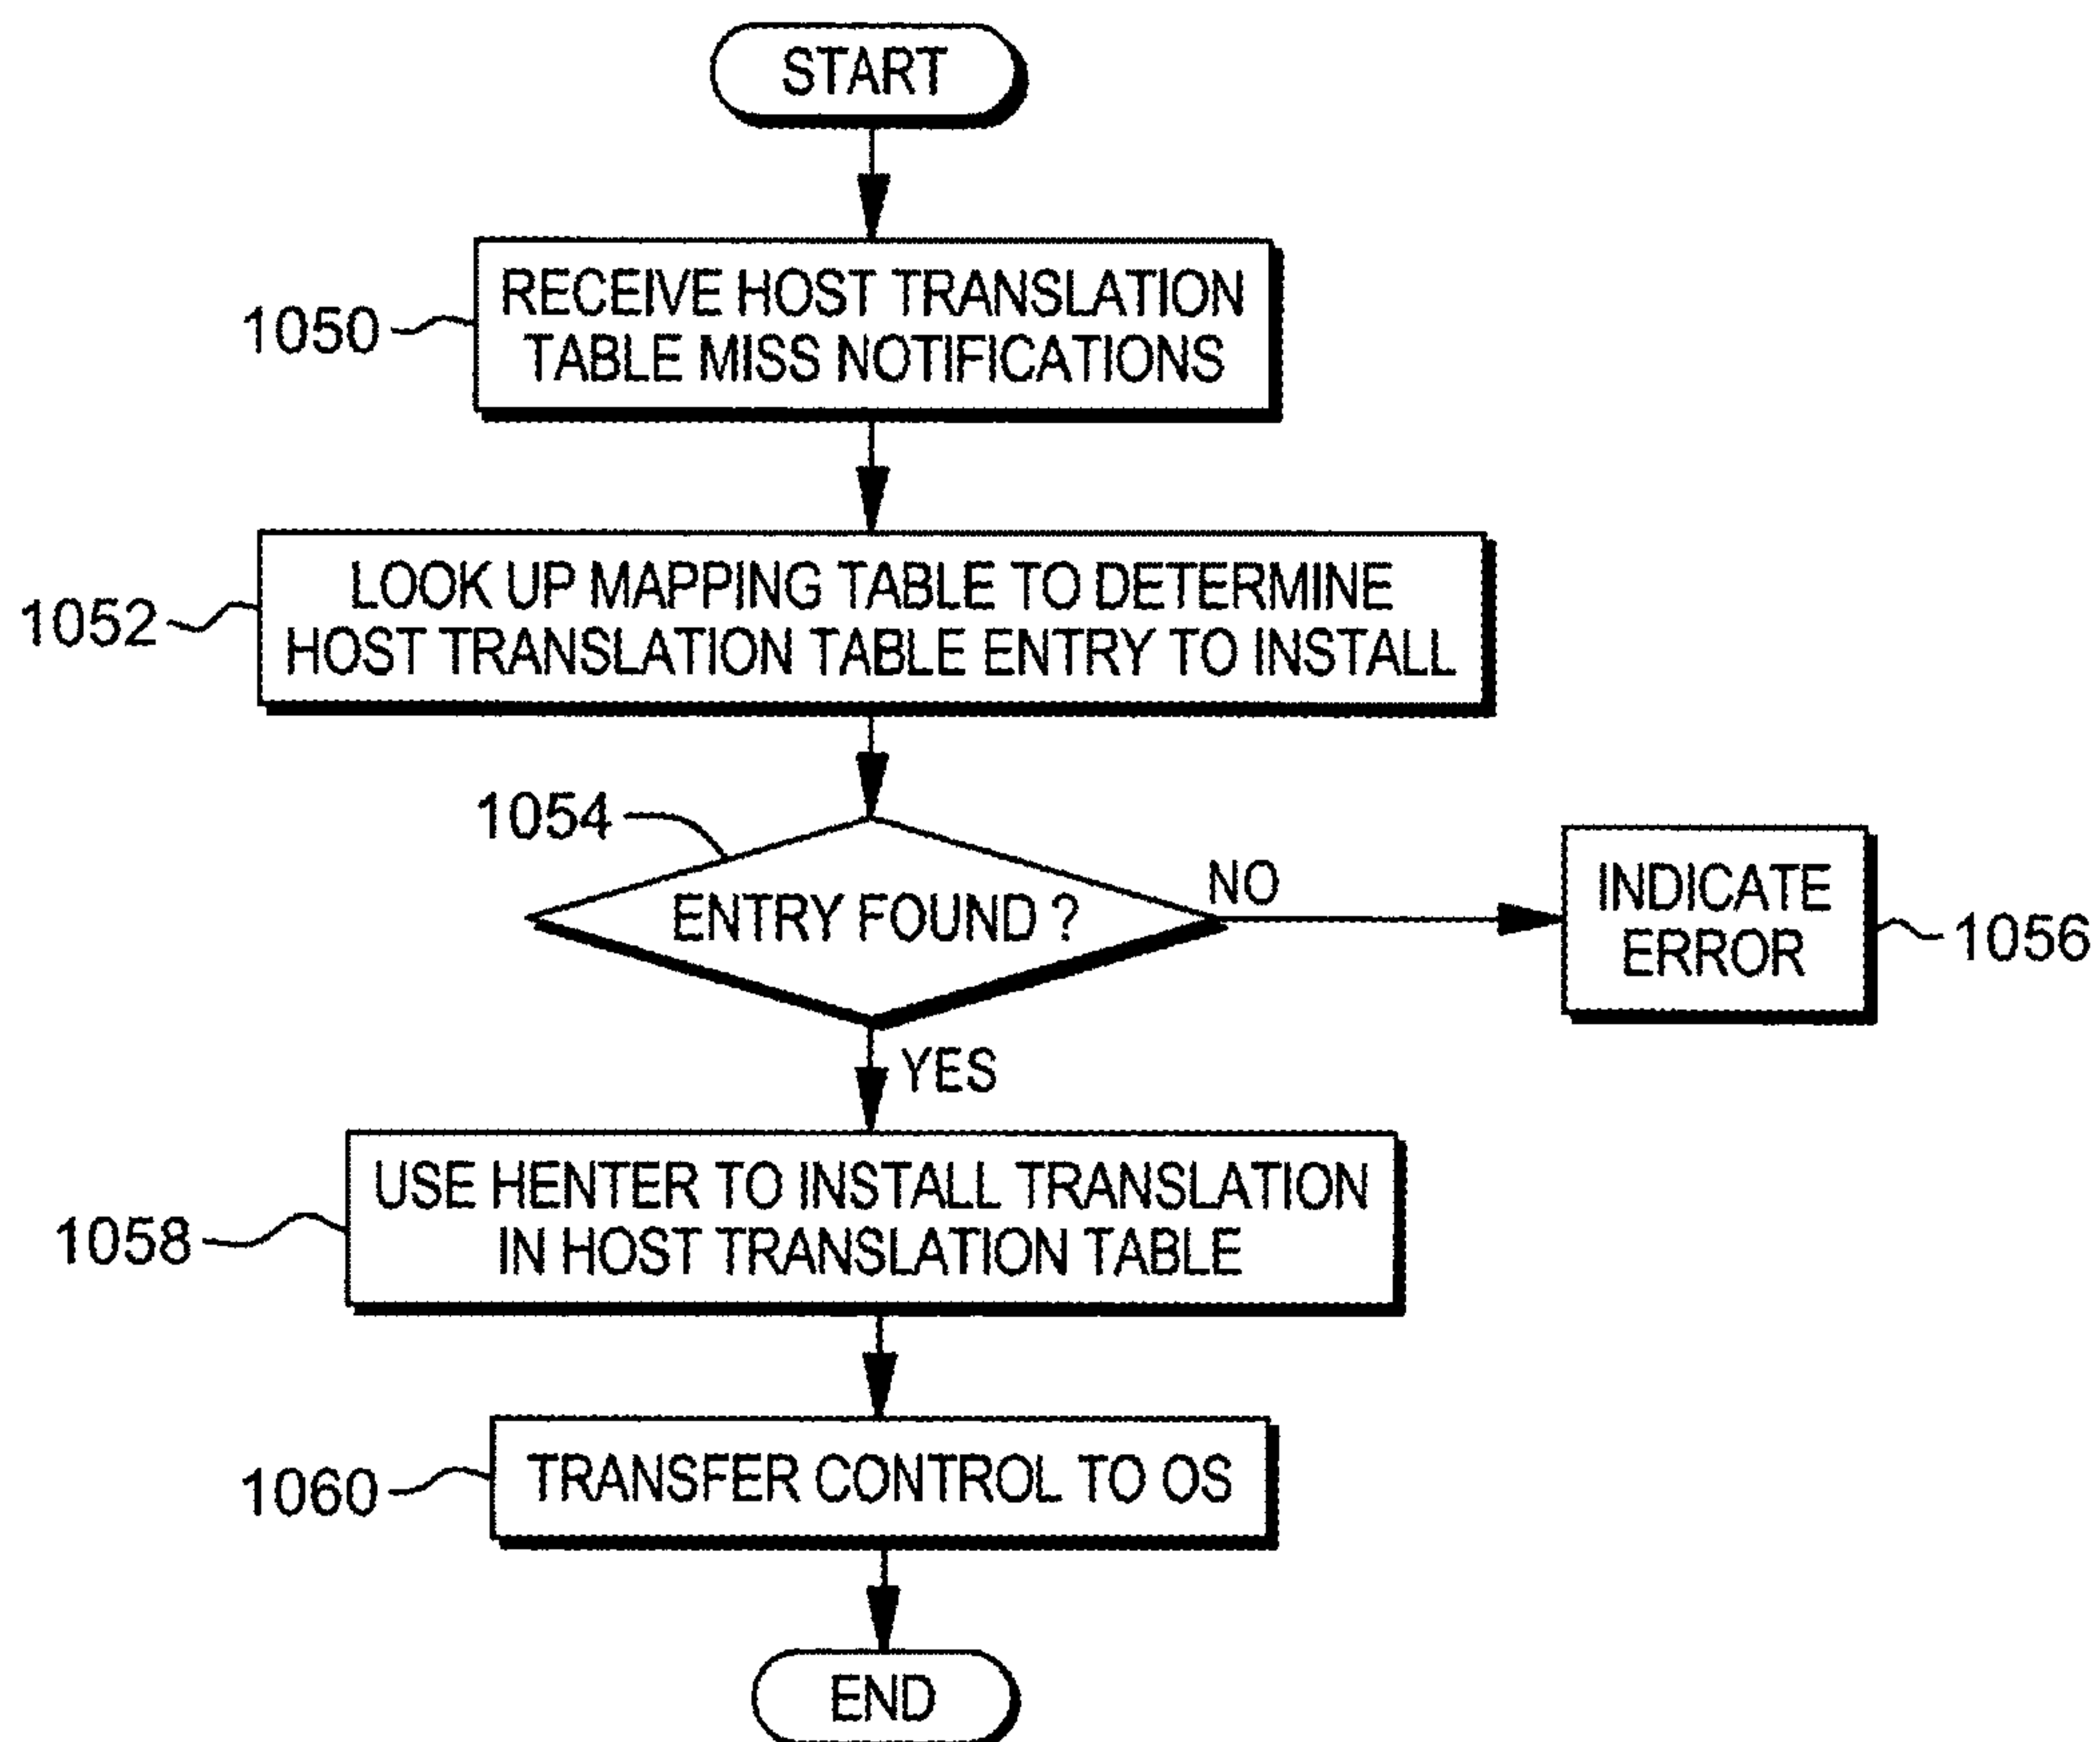 START
1050
RECEIVE HOST TRANSLATION
TABLE MISS NOTIFICATIONS
1052
LOOK UP MAPPING TABLE TO DETERMINE
HOST TRANSLATION TABLE ENTRY TO INSTALL
1054
ENTRY FOUND ?
NO
INDICATE
ERROR
1056
YES
1058
USE HENTER TO INSTALL TRANSLATION
IN HOST TRANSLATION TABLE
1060
TRANSFER CONTROL TO OS
END